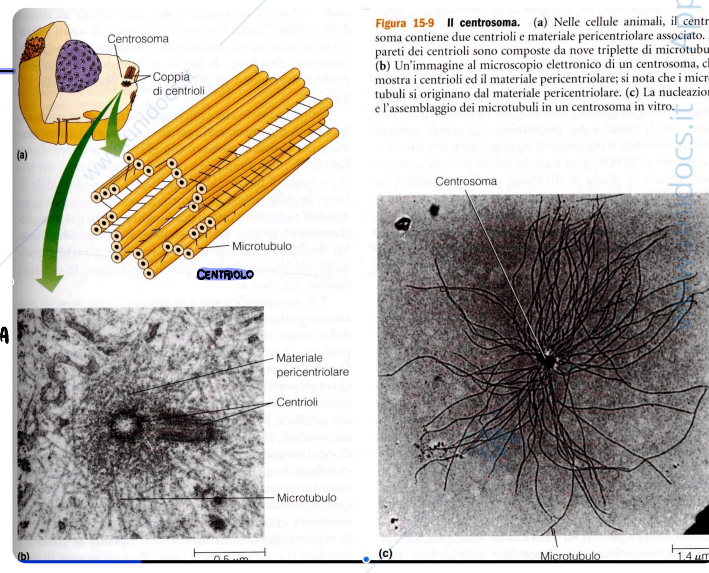 Figura 15-9 Il centrosoma. (a) Nelle cellule animali, il centr
soma contiene due centrioli e materiale pericentriolare associato.
pareti dei centrioli sono composte da nove triplette di microtubu
(b) Un'immagine al microscopio elettronico di un centrosoma, ch
mostra i centrioli ed il materiale pericentriolare; si nota che i micr
tubuli si originano dal materiale pericentriolare. (c) La nucleazion
e l'assemblaggio dei microtubuli in un centrosoma in vitro.
Centrosoma
Coppia
di centrioli
(a)
Microtubulo
CENTRIOLO
A
Materiale
pericentriolare
Centrioli
Microtubulo
(b)
0.5 µm
Centrosoma
(c)
Microtubulo
1.4 µm